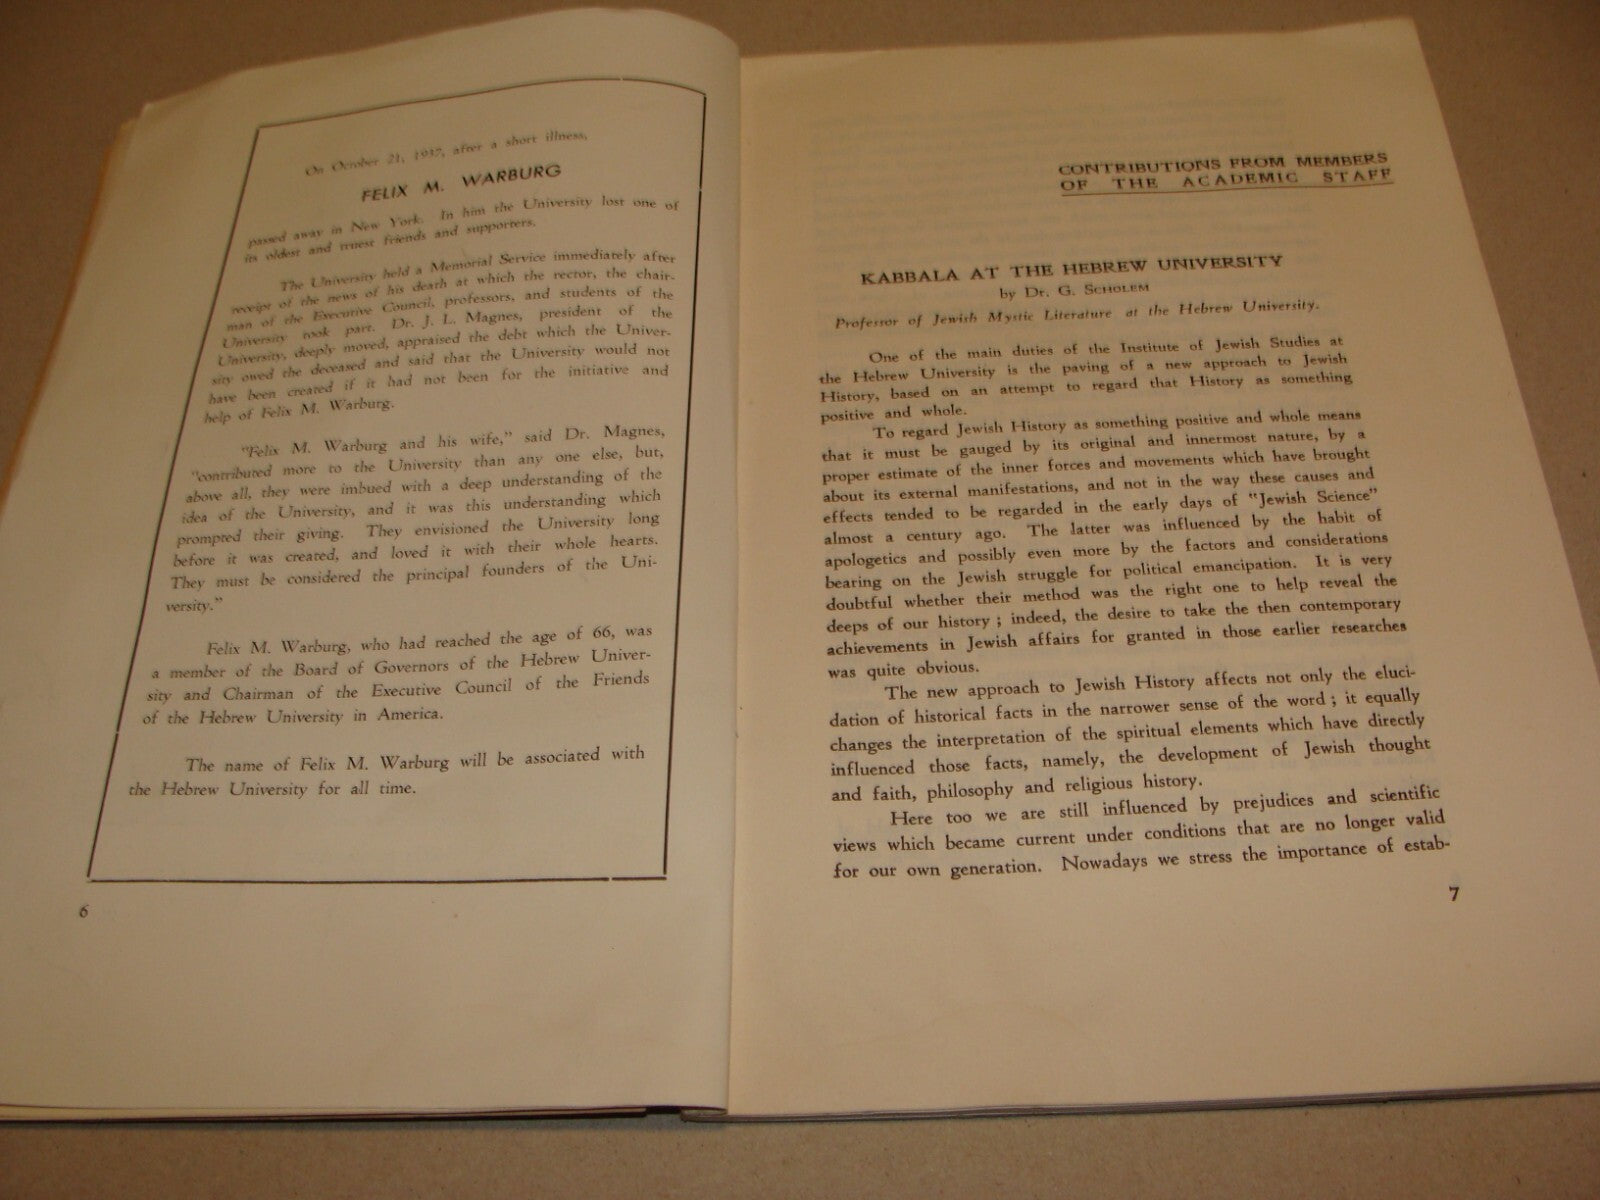 On October 21, 1937, after a short illness,
FELIX M. WARBURG
passed away in New York. In him the University lost one of
its oldest and truest friends and supporters.
The University held a Memorial Service immediately after
receipt of the news of his death at which the rector, the chair-
man of the Executive Council, professors, and students of the
University took part. Dr. J. L. Magnes, president of the
University, deeply moved, appraised the debt which the Univer-
sity owed the deceased and said that the University would not
have been created if it had not been for the initiative and
help of Felix M. Warburg.
"Felix M. Warburg and his wife," said Dr. Magnes,
"contributed more to the University than any one else, but,
above all, they were imbued with a deep understanding of the
idea of the University, and it was this understanding which
prompted their giving. They envisioned the University long
before it was created, and loved it with their whole hearts.
They must be considered the principal founders of the Uni-
versity."
Felix M. Warburg, who had reached the age of 66, was
a member of the Board of Governors of the Hebrew Univer-
sity and Chairman of the Executive Council of the Friends
of the Hebrew University in America.
The name of Felix M. Warburg will be associated with
the Hebrew University for all time.
6
CONTRIBUTIONS FROM MEMBERS
OF THE ACADEMIC STAFF
KABBALA AT THE HEBREW UNIVERSITY
by Dr. G. SCHOLEM
Professor of Jewish Mystic Literature at the Hebrew University.
One of the main duties of the Institute of Jewish Studies at
the Hebrew University is the paving of a new approach to Jewish
History, based on an attempt to regard that History as something
positive and whole.
To regard Jewish History as something positive and whole means
that it must be gauged by its original and innermost nature, by a
proper estimate of the inner forces and movements which have brought
about its external manifestations, and not in the way these causes and
effects tended to be regarded in the early days of "Jewish Science"
almost a century ago. The latter was influenced by the habit of
apologetics and possibly even more by the factors and considerations
bearing on the Jewish struggle for political emancipation. It is very
doubtful whether their method was the right one to help reveal the
deeps of our history ; indeed, the desire to take the then contemporary
achievements in Jewish affairs for granted in those earlier researches
was quite obvious.
The new approach to Jewish History affects not only the eluci-
dation of historical facts in the narrower sense of the word ; it equally
changes the interpretation of the spiritual elements which have directly
influenced those facts, namely, the development of Jewish thought
and faith, philosophy and religious history.
Here too we are still influenced by prejudices and scientific
views which became current under conditions that are no longer valid
for our own generation. Nowadays we stress the importance of estab-
7